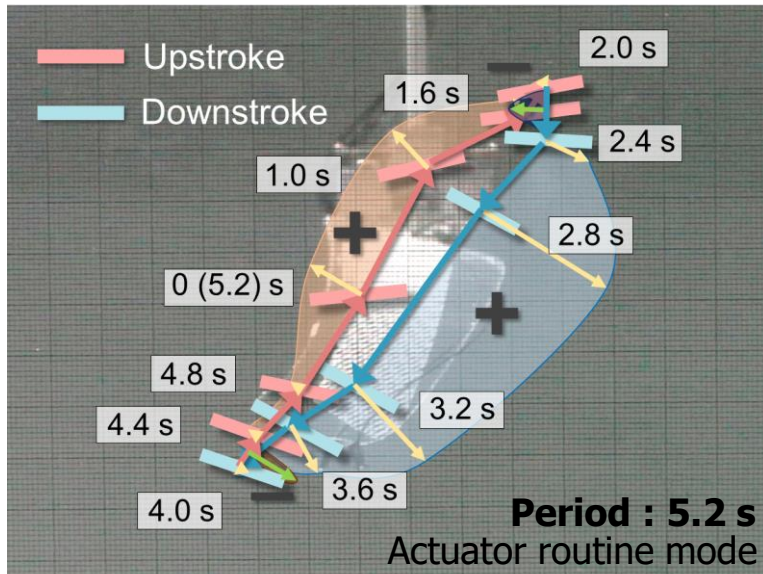 Upstroke
Downstroke
2.0 s
1.6 s
2.4 s
1.0 s
2.8 s
0 (5.2) s
4.8 s
3.2 s
4.4 s
3.6 s
4.0 s
Period : 5.2 s
Actuator routine mode